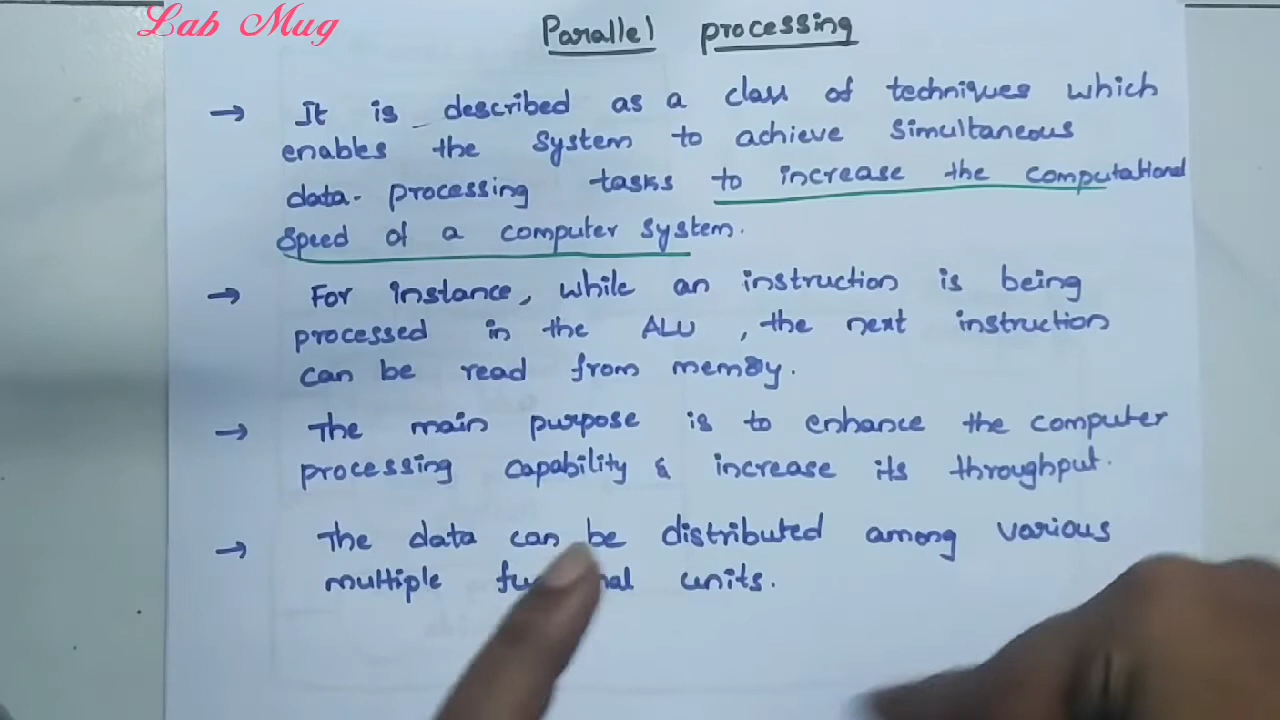 Lab Mug
Parallel processing
→ It is described as a class of techniques which
enables the system to achieve simultaneous
data-processing tasks to increase the computational
speed of a computer system.
→ For instance, while an instruction is being
processed in the ALU, the next instruction
can be read from memory.
→ The main purpose is to enhance the computer
processing capability & increase its throughput.
→ The data can be distributed among various
multiple units.